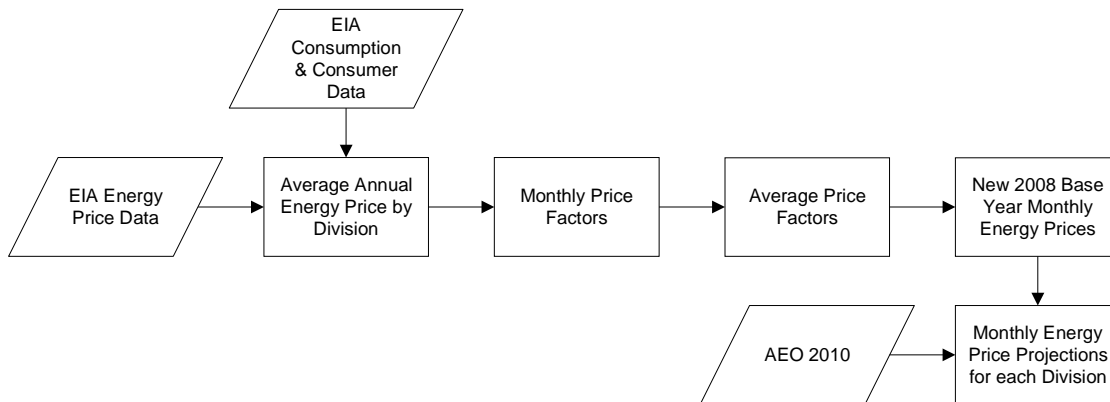 EIA
Consumption
& Consumer
Data
EIA Energy
Price Data
Average Annual
Energy Price by
Division
Monthly Price
Factors
Average Price
Factors
New 2008 Base
Year Monthly
Energy Prices
AEO 2010
Monthly Energy
Price Projections
for each Division